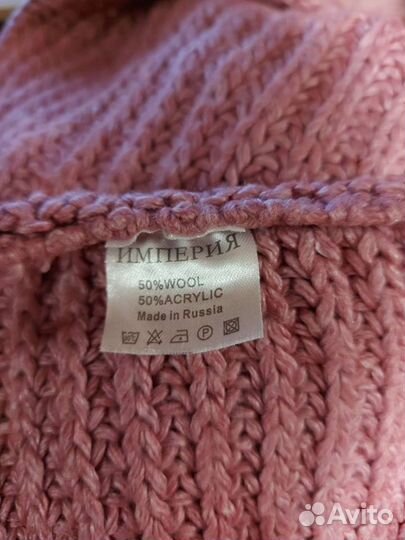 ИМПЕРИЯ
50%WOOL
50%ACRYLIC
Made in Russia
P
Avito